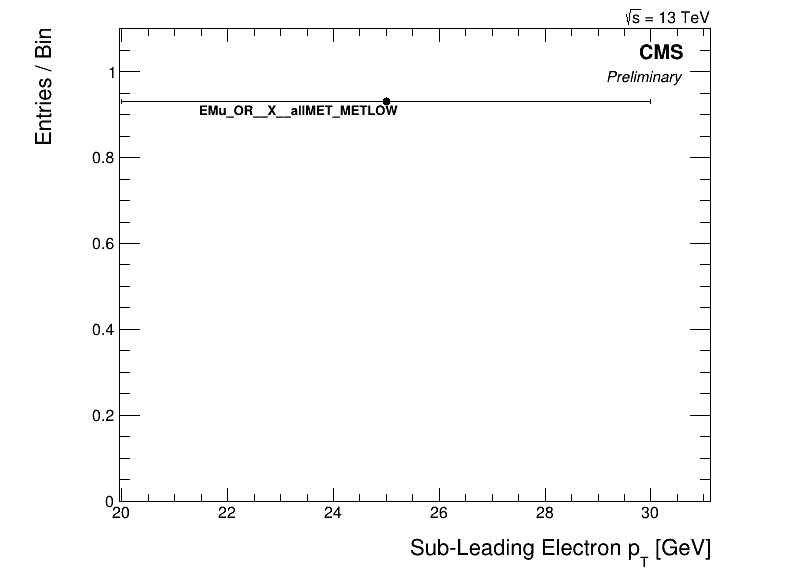 √s = 13 TeV
Entries / Bin
CMS
Preliminary
1
EMu_OR__X__allMET_METLOW
0.8
0.6
0.4
0.2
0
20 22 24 26 28 30
Sub-Leading Electron p_T [GeV]